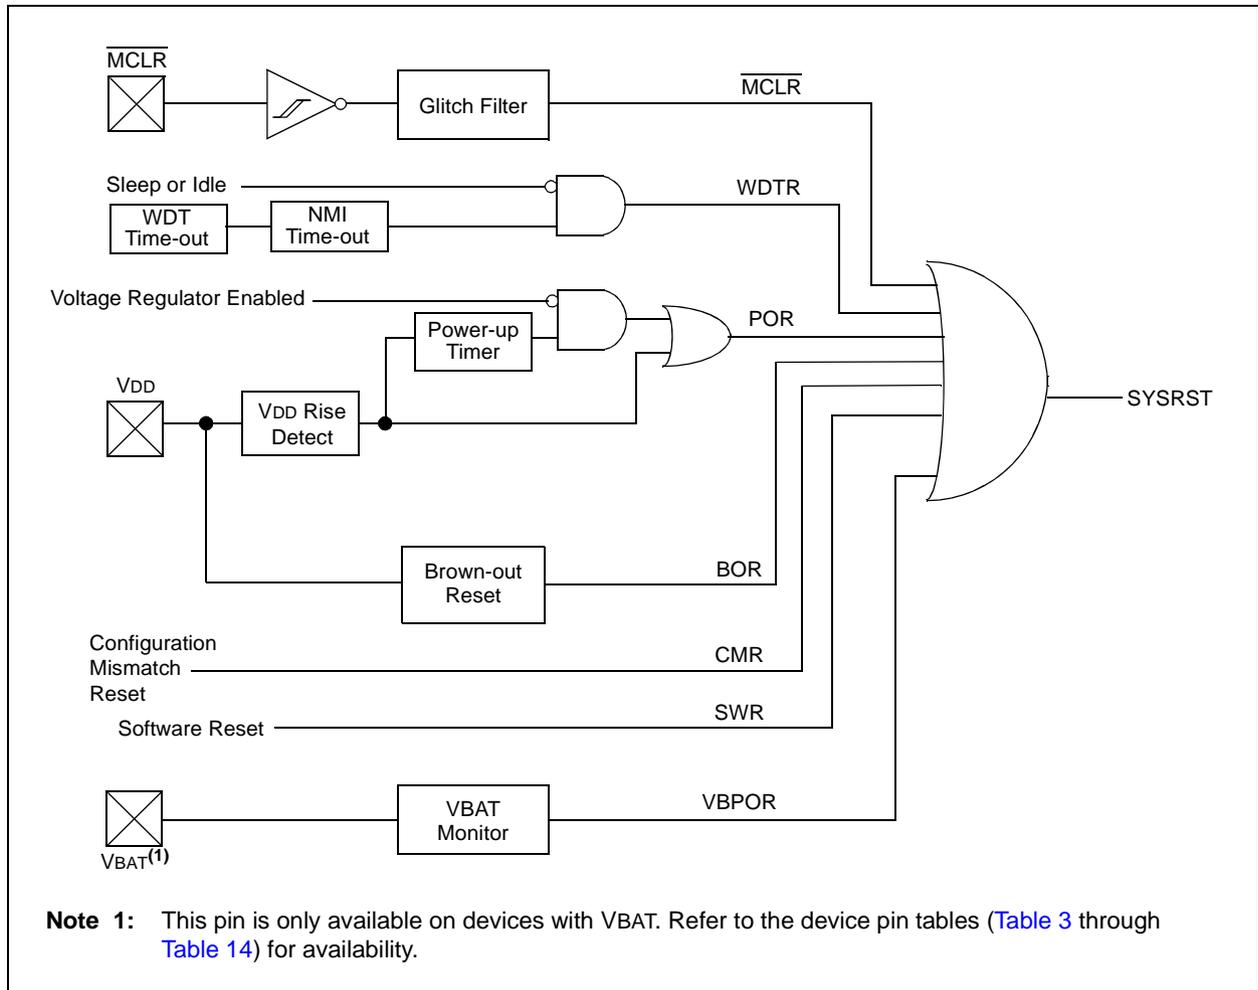 MCLR
Glitch Filter
MCLR
Sleep or Idle
WDTR
WDT
Time-out
NMI
Time-out
Voltage Regulator Enabled
Power-up
Timer
POR
VDD
VDD Rise
Detect
SYSRST
Brown-out
Reset
BOR
Configuration
Mismatch
Reset
CMR
Software Reset
SWR
VBAT
Monitor
VBPOR
VBAT(1)
Note 1: This pin is only available on devices with VBAT. Refer to the device pin tables (Table 3 through
Table 14) for availability.